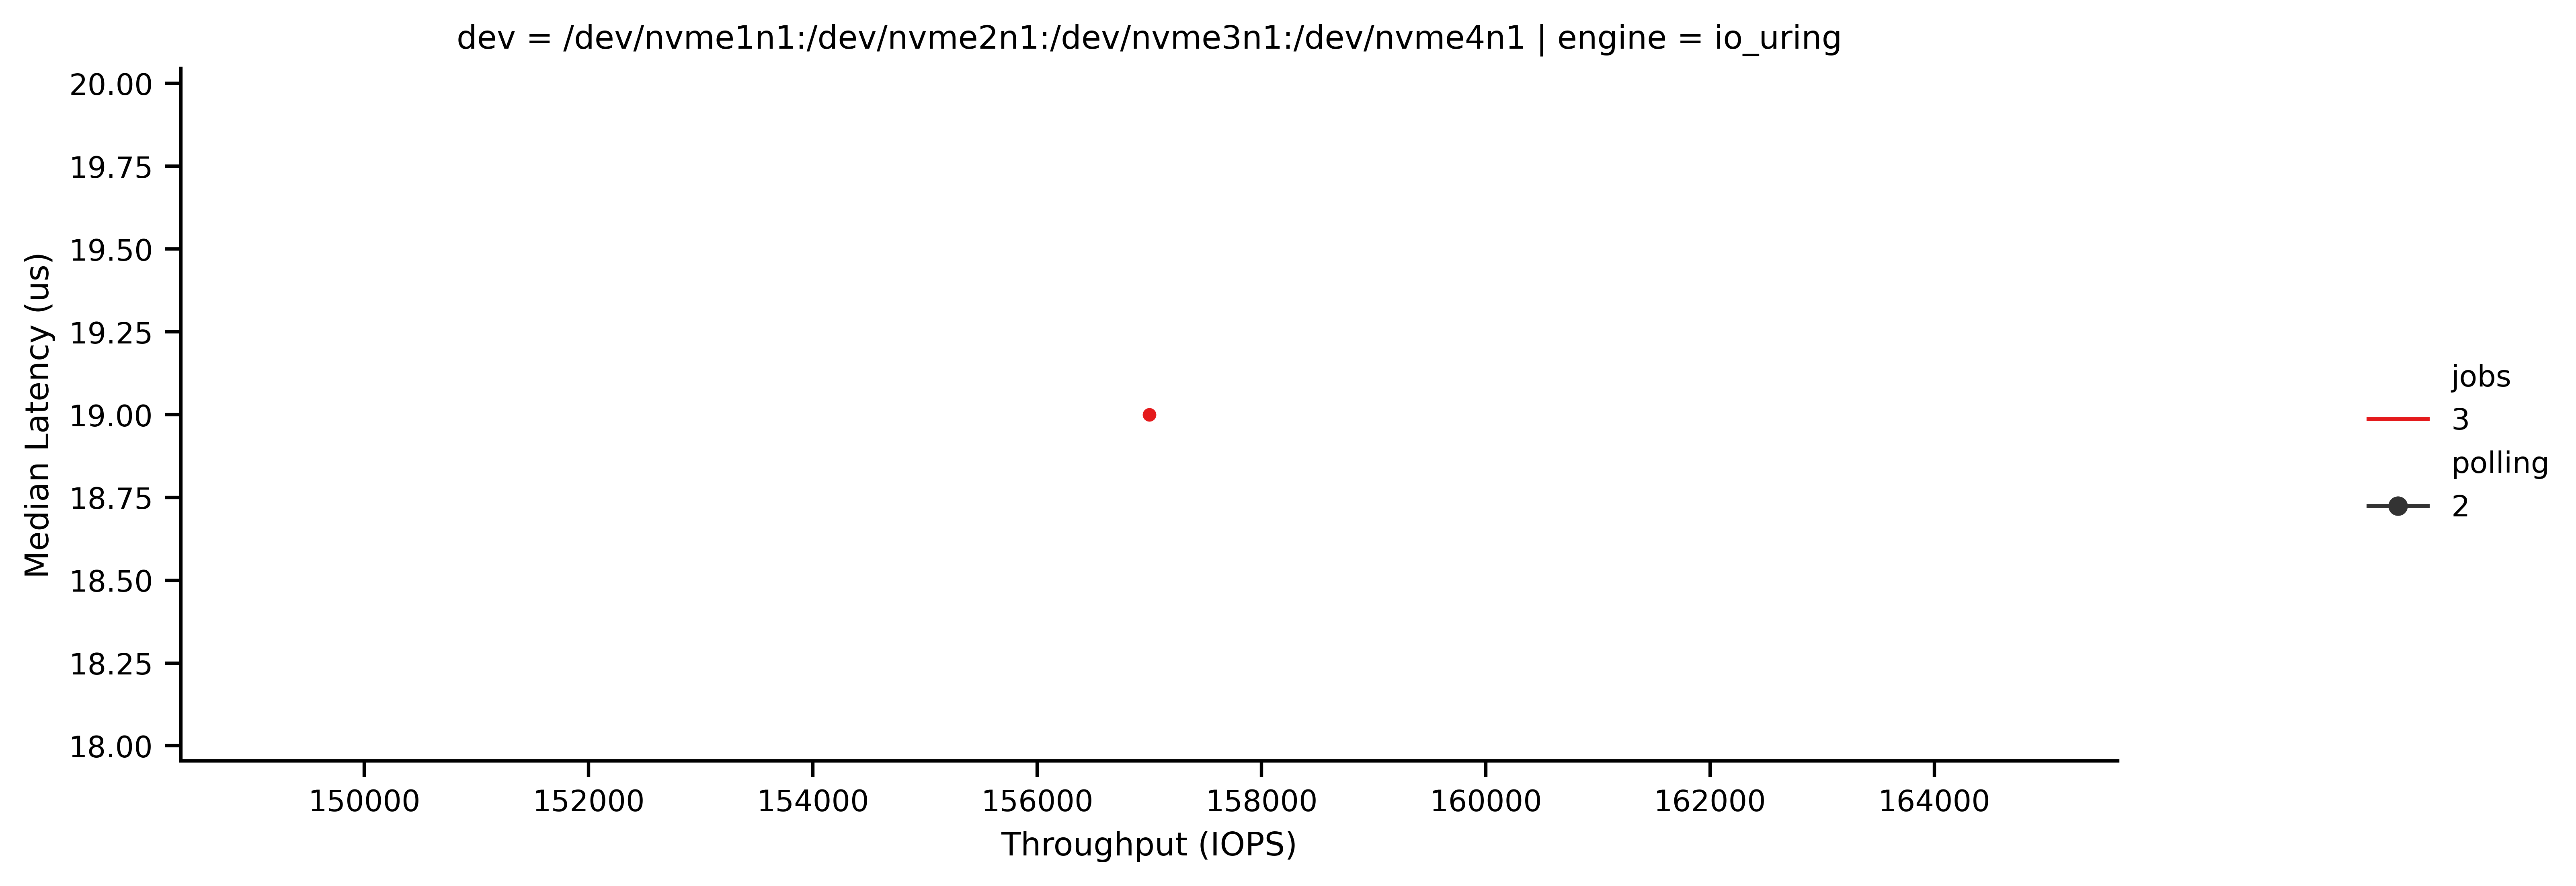 dev = /dev/nvme1n1:/dev/nvme2n1:/dev/nvme3n1:/dev/nvme4n1 | engine = io_uring
Median Latency (us)
20.00
19.75
19.50
19.25
19.00
18.75
18.50
18.25
18.00
150000 152000 154000 156000 158000 160000 162000 164000
Throughput (IOPS)
jobs
3
polling
2